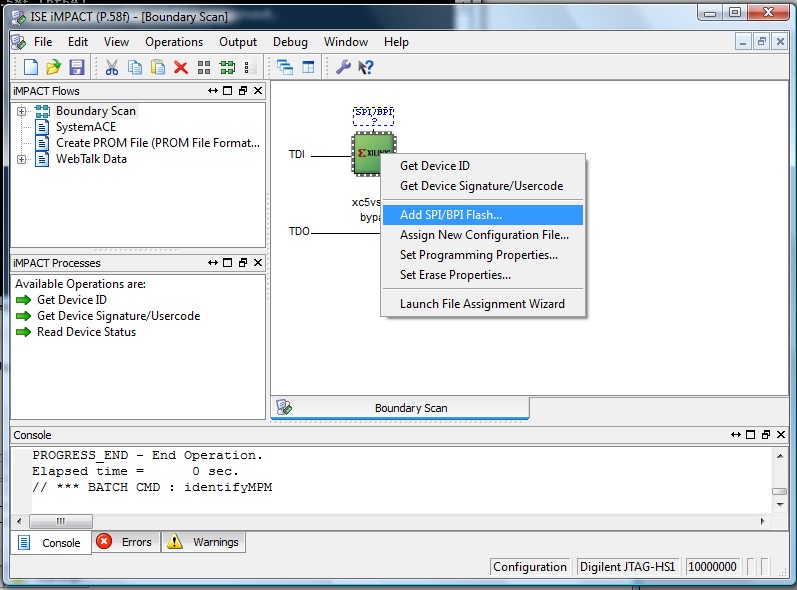 ISE iMPACT (P.58f) - [Boundary Scan]
File Edit View Operations Output Debug Window Help
iMPACT Flows
Boundary Scan
SystemACE
Create PROM File (PROM File Format...
WebTalk Data
iMPACT Processes
Available Operations are:
Get Device ID
Get Device Signature/Usercode
Read Device Status
SPI/BPI
?
TDI
XILINX
xc5vs
bypa
TDO
Get Device ID
Get Device Signature/Usercode
Add SPI/BPI Flash...
Assign New Configuration File...
Set Programming Properties...
Set Erase Properties...
Launch File Assignment Wizard
Boundary Scan
Console
PROGRESS_END - End Operation.
Elapsed time = 0 sec.
// *** BATCH CMD : identifyMPM
Console Errors Warnings
Configuration Digilent JTAG-HS1 10000000